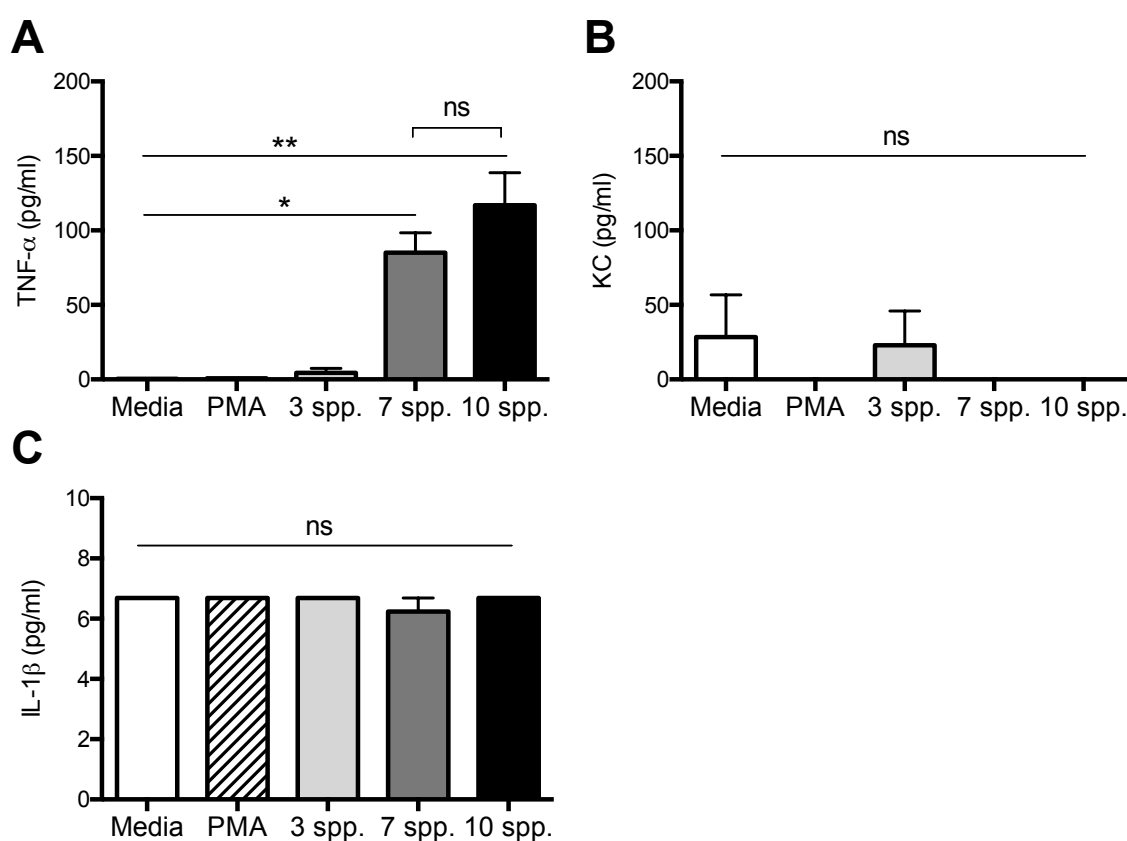 A
TNF-α (pg/ml)
200
150
100
50
0
ns
**
*
Media PMA 3 spp. 7 spp. 10 spp.
B
KC (pg/ml)
200
150
100
50
0
ns
Media PMA 3 spp. 7 spp. 10 spp.
C
IL-1β (pg/ml)
10
8
6
4
2
0
ns
Media PMA 3 spp. 7 spp. 10 spp.